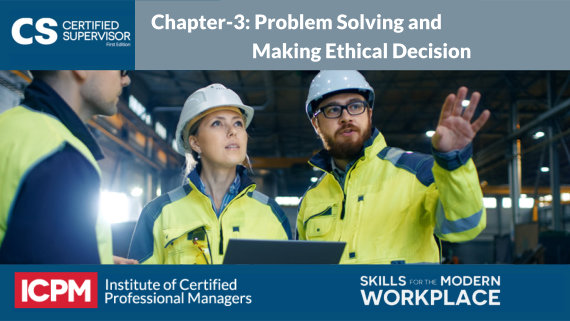 CS CERTIFIED
SUPERVISOR
First Edition
Chapter-3: Problem Solving and
Making Ethical Decision
ICPM
Institute of Certified
Professional Managers
SKILLS FOR THE MODERN
WORKPLACE